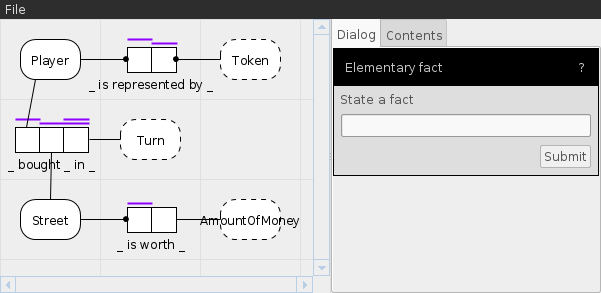 File
Player
Token
_ is represented by _
Turn
_ bought _ in _
Street
AmountOfMoney
_ is worth _
Dialog
Contents
Elementary fact
?
State a fact
Submit